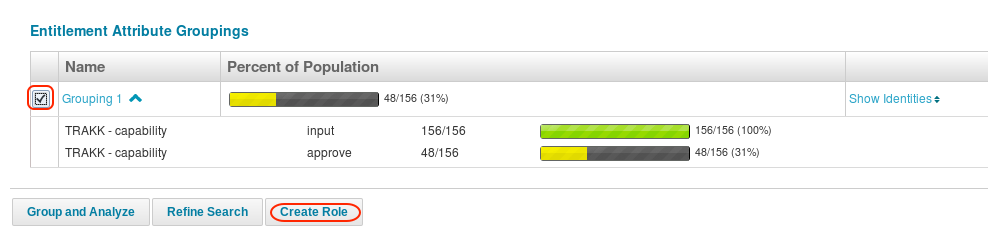 Entitlement Attribute Groupings
Name Percent of Population
Grouping 1 48/156 (31%) Show Identities
TRAKK - capability input 156/156 156/156 (100%)
TRAKK - capability approve 48/156 48/156 (31%)
Group and Analyze Refine Search Create Role